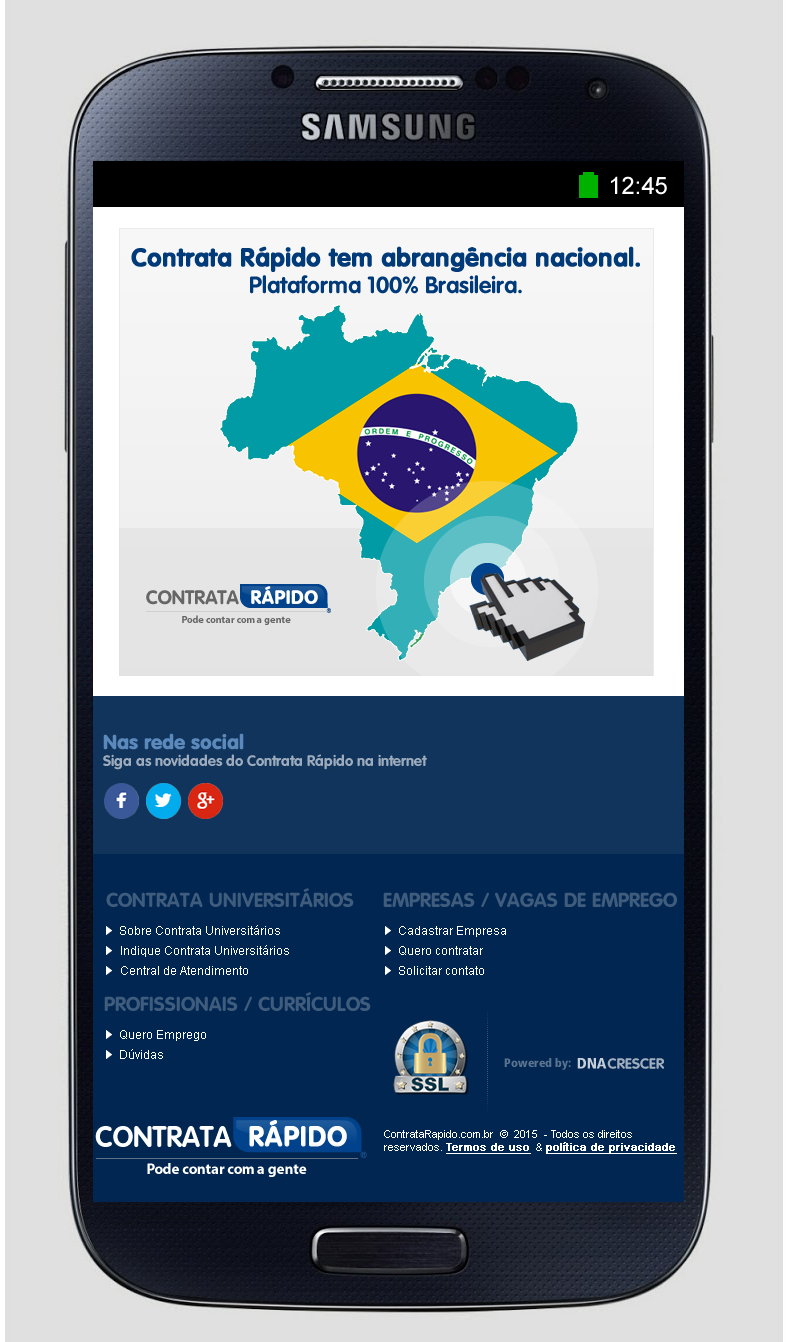 SAMSUNG
12:45
Contrata Rápido tem abrangência nacional.
Plataforma 100% Brasileira.
ORDEM E PROGRESSO
CONTRATA RÁPIDO ®
Pode contar com a gente
Nas rede social
Siga as novidades do Contrata Rápido na internet
f g+
CONTRATA UNIVERSITÁRIOS
Sobre Contrata Universitários
Indique Contrata Universitários
Central de Atendimento
EMPRESAS / VAGAS DE EMPREGO
Cadastrar Empresa
Quero contratar
Solicitar contato
PROFISSIONAIS / CURRÍCULOS
Quero Emprego
Dúvidas
SSL
Powered by: DNACRESCER
CONTRATA RÁPIDO ®
Pode contar com a gente
ContrataRapido.com.br © 2015 - Todos os direitos
reservados. Termos de uso & política de privacidade